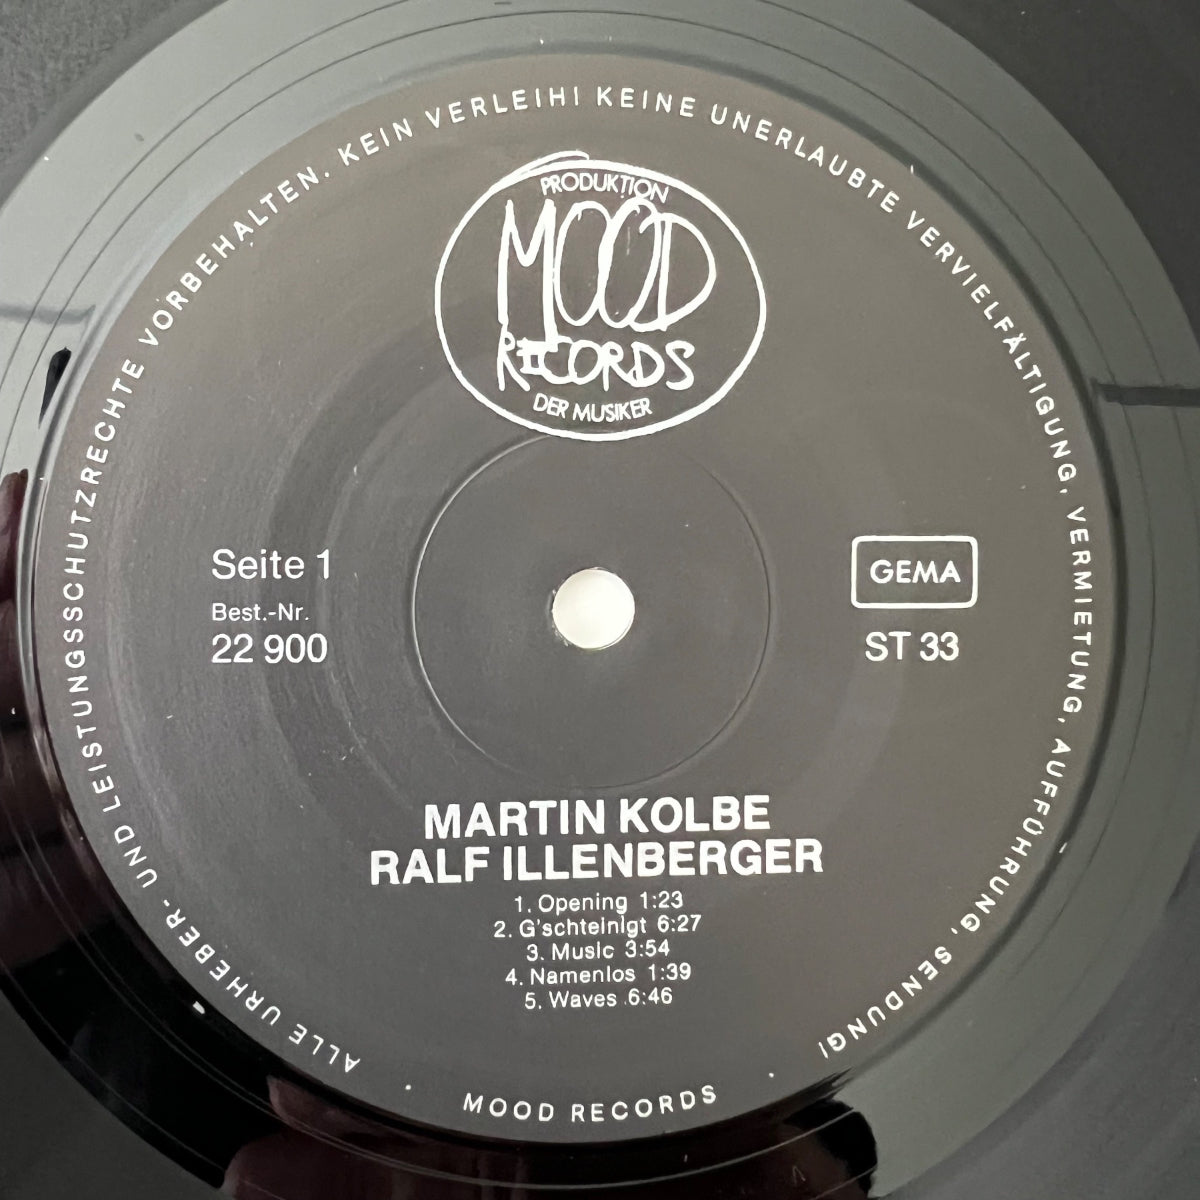 ALLE URHEBER- UND LEISTUNGSSCHUTZRECHTE VORBEHALTEN. KEIN VERLEIH! KEINE UNERLAUBTE VERVIELFÄLTIGUNG, VERMIETUNG, AUFFÜHRUNG, SENDUNG!
PRODUKTION
MOOD
RECORDS
DER MUSIKER
Seite 1
Best.-Nr.
22 900
GEMA
ST 33
MARTIN KOLBE
RALF ILLENBERGER
1. Opening 1:23
2. G'schteinigt 6:27
3. Music 3:54
4. Namenlos 1:39
5. Waves 6:46
· MOOD RECORDS ·